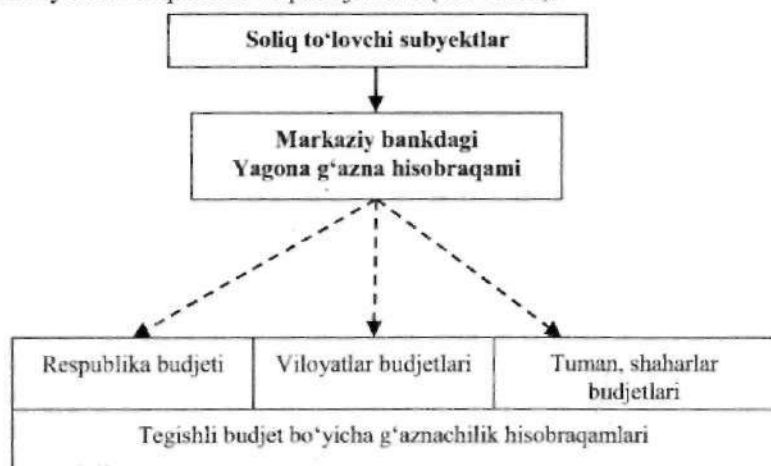 Soliq to‘lovchi subyektlar
Markaziy bankdagi
Yagona g‘azna hisobraqami
Respublika budjeti
Viloyatlar budjetlari
Tuman, shaharlar
budjetlari
Tegishli budjet bo‘yicha g‘aznachilik hisobraqamlari